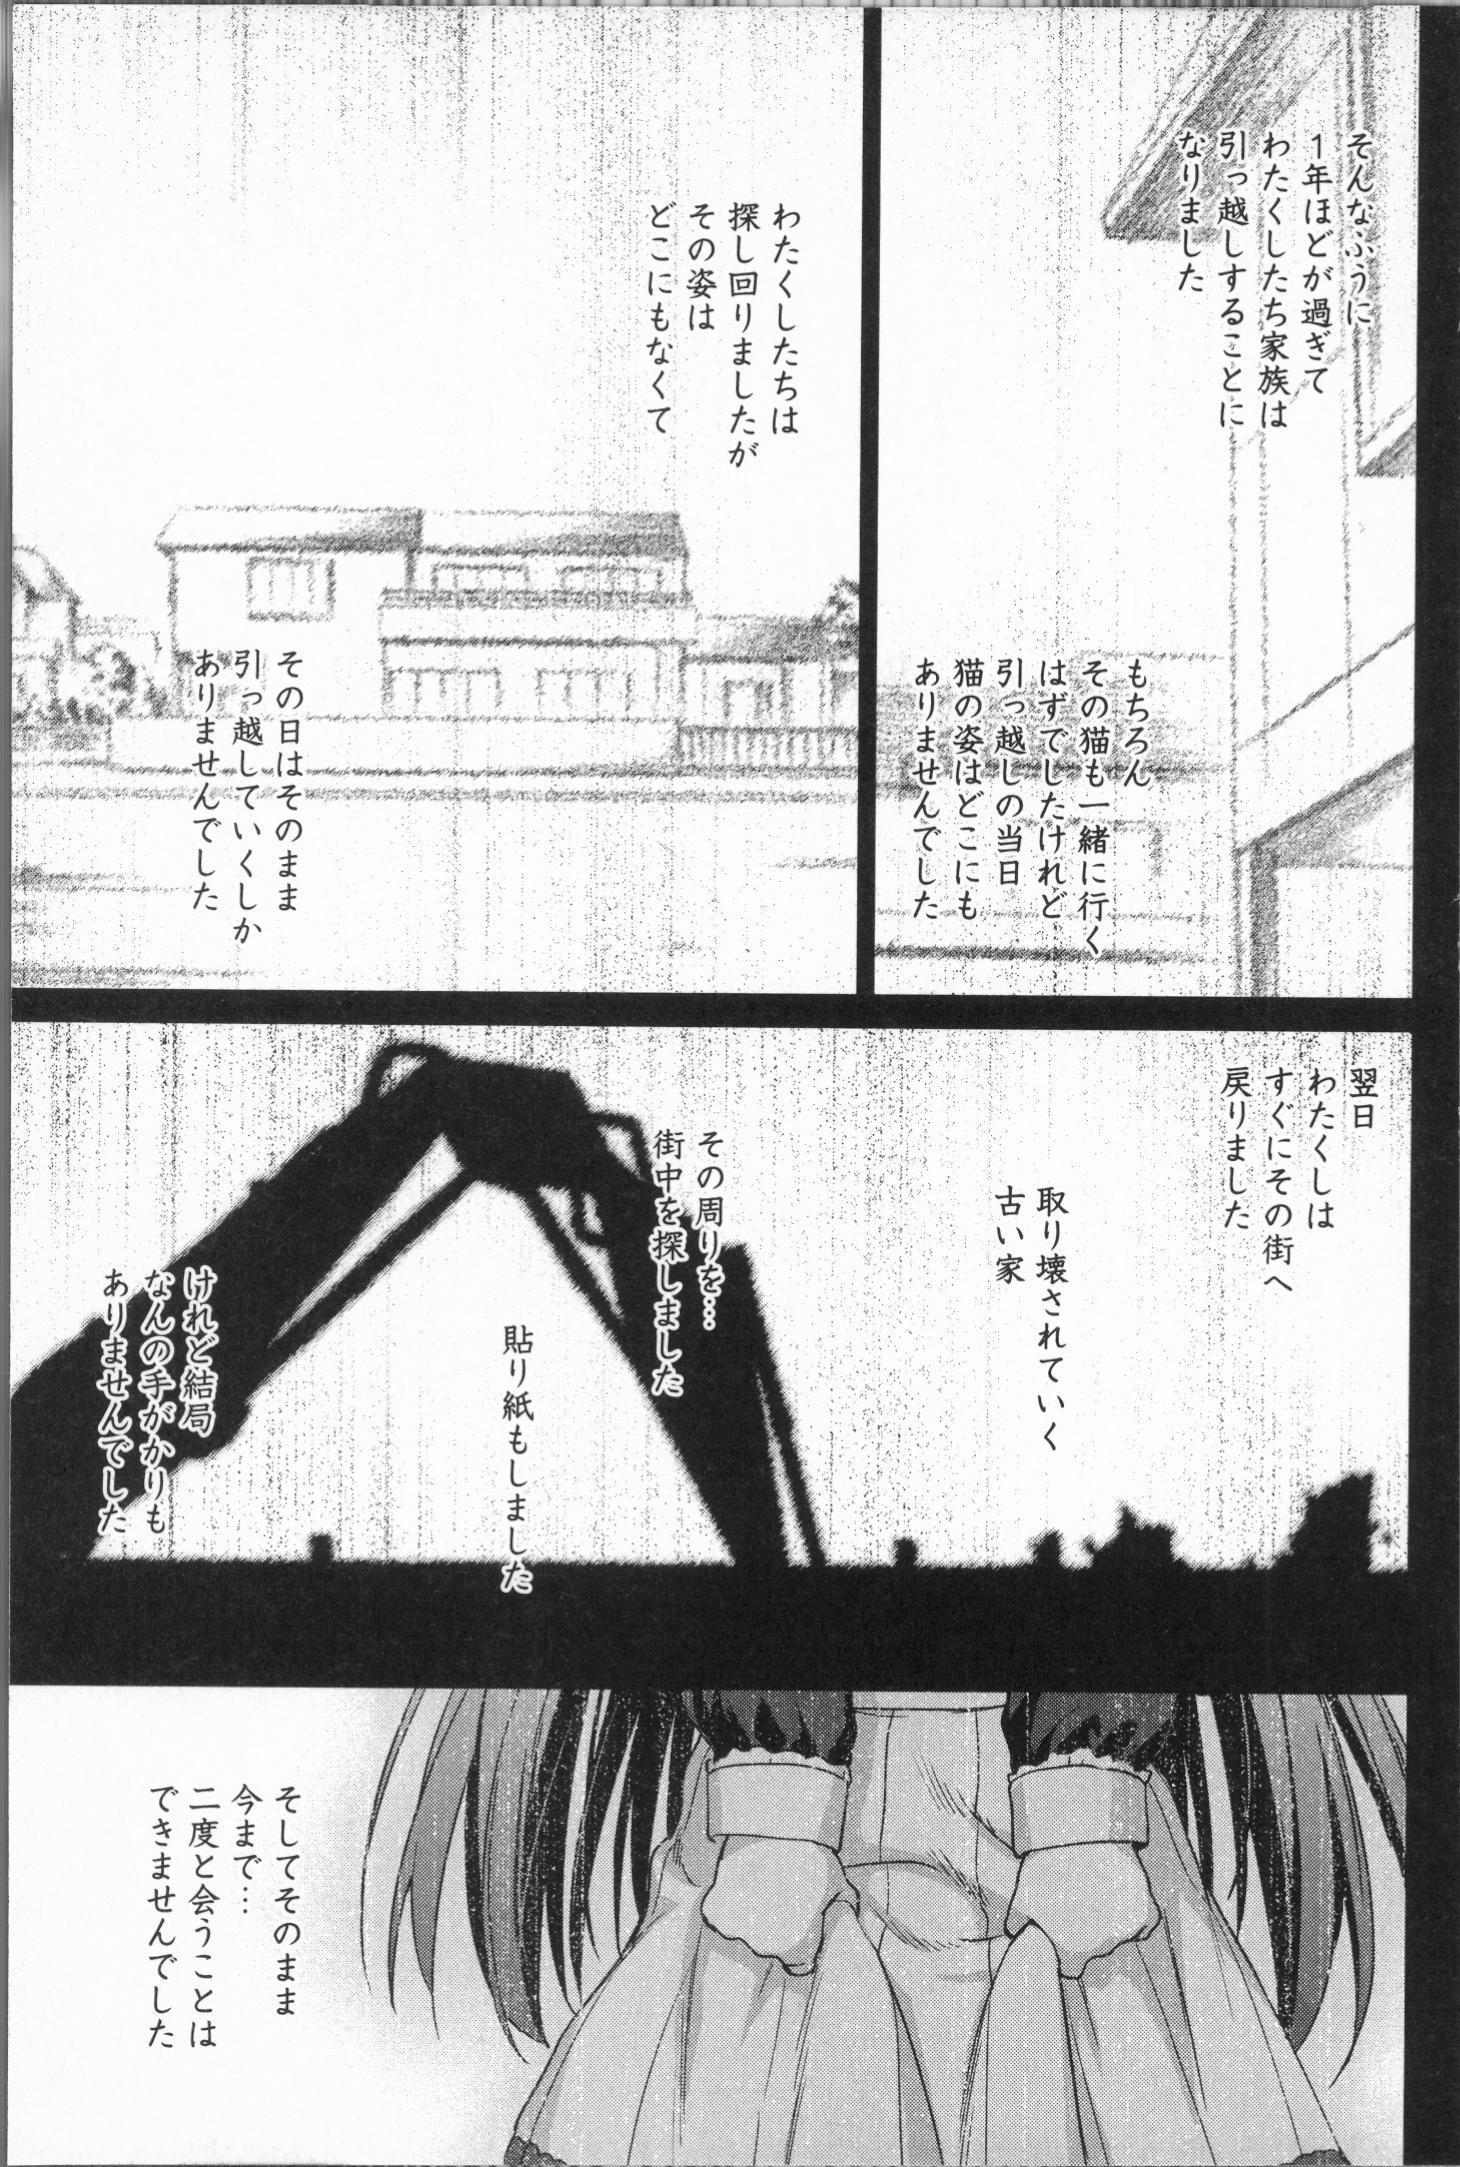 そんなふうに
1年ほどが過ぎて
わたくしたち家族は
引っ越しすることに
なりました
もちろん
その猫も一緒に行く
はずでしたけれど
引っ越しの当日
猫の姿はどこにも
ありませんでした
わたくしたちは
探し回りましたが
その姿は
どこにもなくて
その日はそのまま
引っ越していくしか
ありませんでした
翌日
わたくしは
すぐにその街へ
戻りました
取り壊されていく
古い家
その周りを…
街中を探しました
貼り紙もしました
けれど結局
なんの手がかりも
ありませんでした
そしてそのまま
今まで…
二度と会うことは
できませんでした